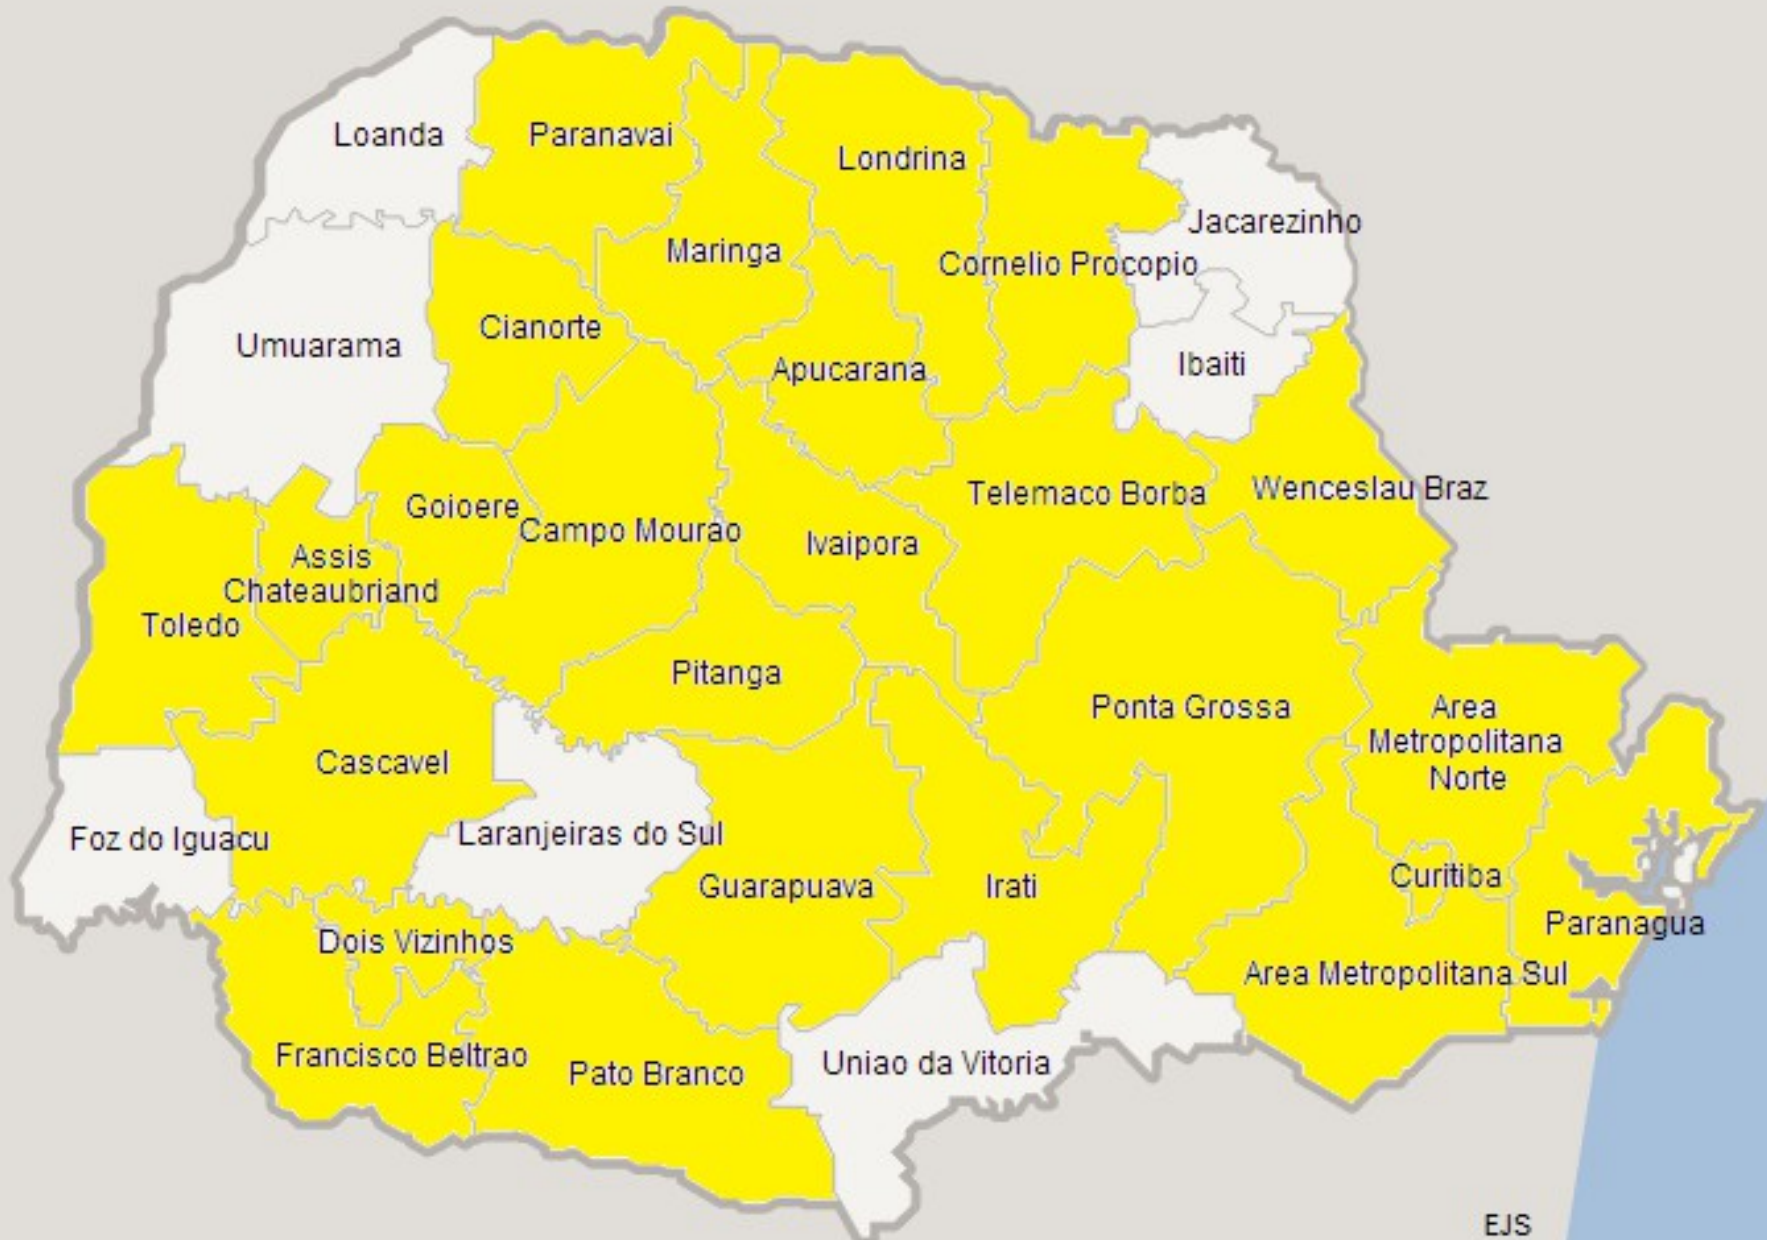 Loanda
Paranavai
Londrina
Jacarezinho
Maringa
Cornelio Procopio
Umuarama
Cianorte
Apucarana
Ibaiti
Goioere
Campo Mourao
Telemaco Borba
Wenceslau Braz
Assis
Chateaubriand
Ivaipora
Toledo
Pitanga
Ponta Grossa
Area
Metropolitana
Norte
Cascavel
Foz do Iguacu
Laranjeiras do Sul
Guarapuava
Irati
Curitiba
Paranagua
Dois Vizinhos
Area Metropolitana Sul
Francisco Beltrao
Pato Branco
Uniao da Vitoria
EJS